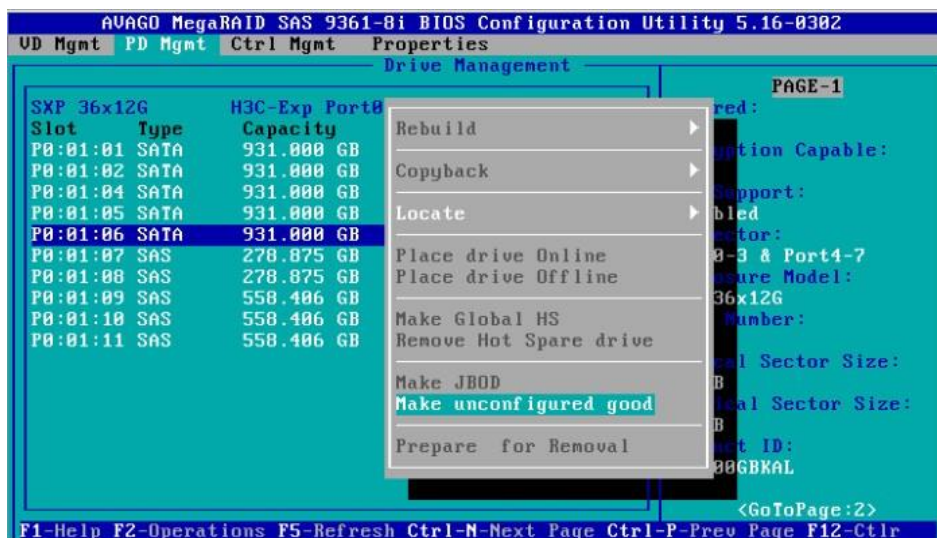 AVAGO MegaRAID SAS 9361-8i BIOS Configuration Utility 5.16-0302
VD Mgmt PD Mgmt Ctrl Mgmt Properties
Drive Management
PAGE-1
SXP 36x12G H3C-Exp Port0
red:
Slot Type Capacity
Rebuild
P0:01:01 SATA 931.000 GB
ption Capable:
P0:01:02 SATA 931.000 GB
Copyback
P0:01:04 SATA 931.000 GB
Support:
P0:01:05 SATA 931.000 GB
Locate
bled
P0:01:06 SATA 931.000 GB
tor:
P0:01:07 SAS 278.875 GB
Place drive Online
0-3 & Port4-7
P0:01:08 SAS 278.875 GB
Place drive Offline
sure Model:
P0:01:09 SAS 558.406 GB
36x12G
P0:01:10 SAS 558.406 GB
Make Global HS
umber:
P0:01:11 SAS 558.406 GB
Remove Hot Spare drive
al Sector Size:
Make JBOD
B
Make unconfigured good
cal Sector Size:
B
Prepare for Removal
t ID:
00GBKAL
<GoToPage:2>
F1-Help F2-Operations F5-Refresh Ctrl-N-Next Page Ctrl-P-Prev Page F12-Ctlr